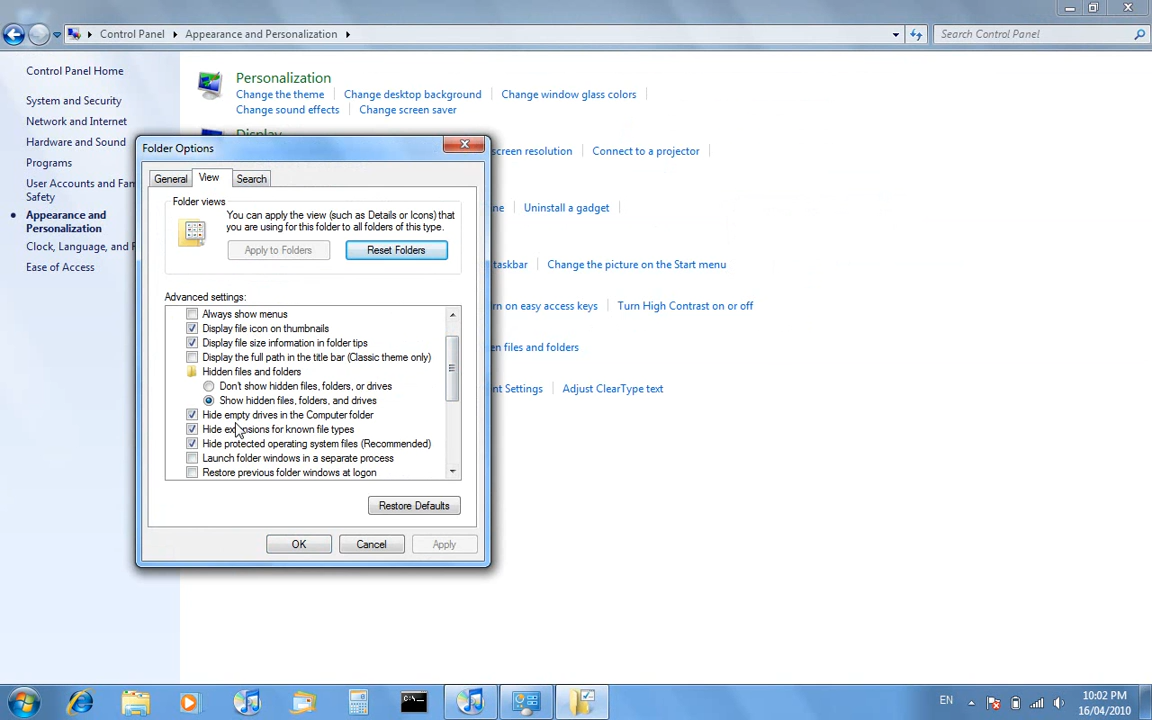 Control Panel
Appearance and Personalization
Search Control Panel
Control Panel Home
System and Security
Network and Internet
Hardware and Sound
Programs
User Accounts and Fam
Safety
Appearance and
Personalization
Clock, Language, and R
Ease of Access
Personalization
Change the theme
Change desktop background
Change window glass colors
Change sound effects
Change screen saver
Display
screen resolution
Connect to a projector
Uninstall a gadget
taskbar
Change the picture on the Start menu
rn on easy access keys
Turn High Contrast on or off
en files and folders
nt Settings
Adjust ClearType text
Folder Options
General
View
Search
Folder views
You can apply the view (such as Details or Icons) that
you are using for this folder to all folders of this type.
Apply to Folders
Reset Folders
Advanced settings:
Always show menus
Display file icon on thumbnails
Display file size information in folder tips
Display the full path in the title bar (Classic theme only)
Hidden files and folders
Don't show hidden files, folders, or drives
Show hidden files, folders, and drives
Hide empty drives in the Computer folder
Hide extensions for known file types
Hide protected operating system files (Recommended)
Launch folder windows in a separate process
Restore previous folder windows at logon
Restore Defaults
OK
Cancel
Apply
C:\
EN
10:02 PM
16/04/2010